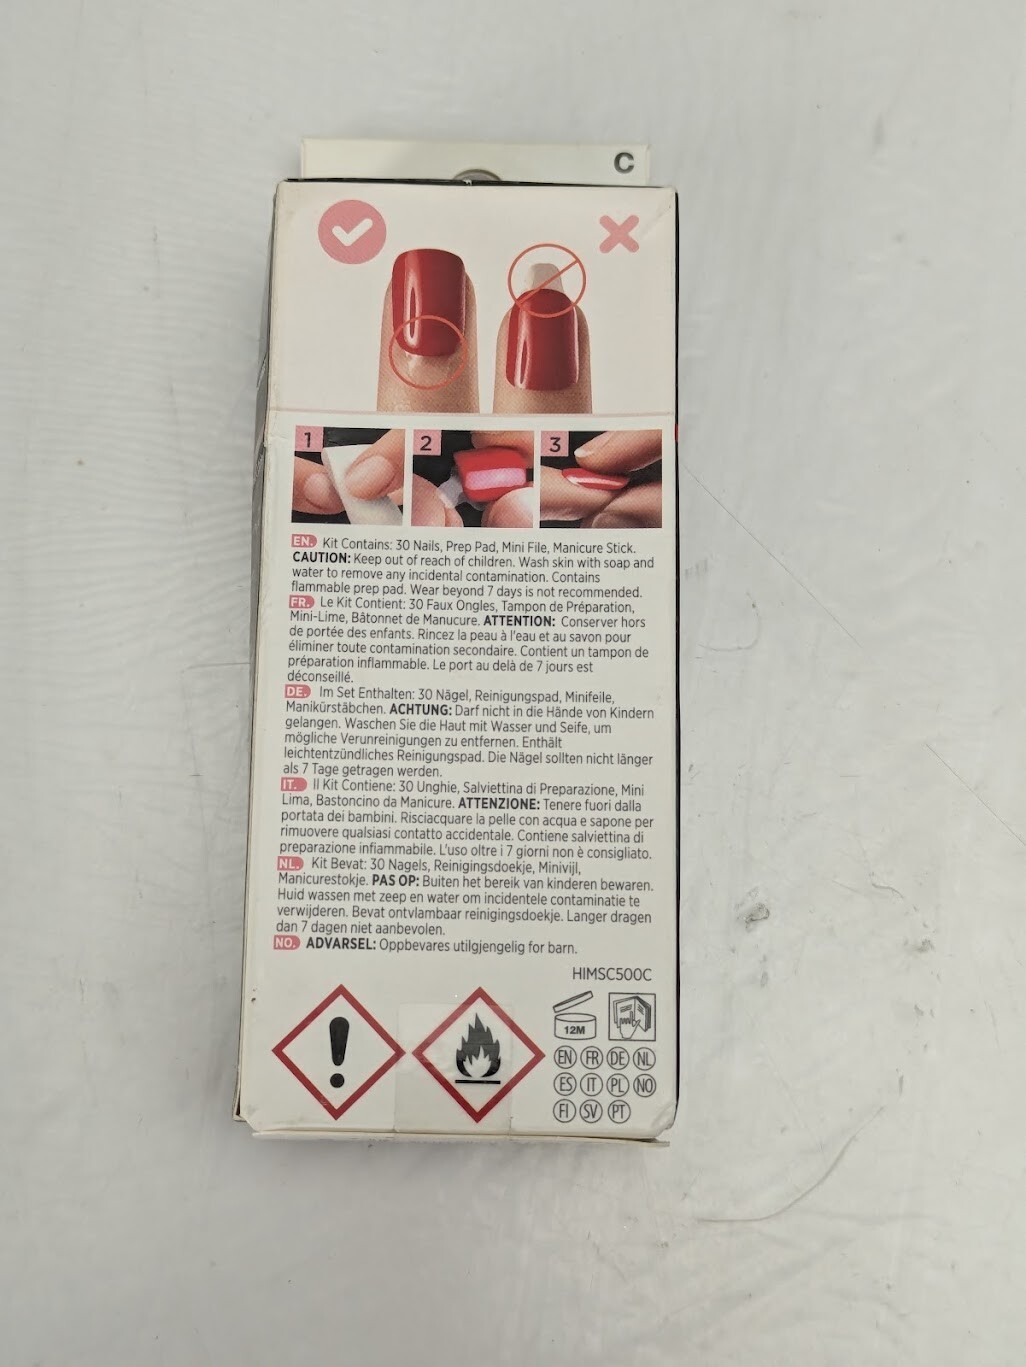 C
1 2 3
EN. Kit Contains: 30 Nails, Prep Pad, Mini File, Manicure Stick.
CAUTION: Keep out of reach of children. Wash skin with soap and
water to remove any incidental contamination. Contains
flammable prep pad. Wear beyond 7 days is not recommended.
FR. Le Kit Contient: 30 Faux Ongles, Tampon de Préparation,
Mini-Lime, Bâtonnet de Manucure. ATTENTION: Conserver hors
de portée des enfants. Rincez la peau à l'eau et au savon pour
éliminer toute contamination secondaire. Contient un tampon de
préparation inflammable. Le port au delà de 7 jours est
déconseillé.
DE. Im Set Enthalten: 30 Nägel, Reinigungspad, Minifeile,
Manikürstäbchen. ACHTUNG: Darf nicht in die Hände von Kindern
gelangen. Waschen Sie die Haut mit Wasser und Seife, um
mögliche Verunreinigungen zu entfernen. Enthält
leichtentzündliches Reinigungspad. Die Nägel sollten nicht länger
als 7 Tage getragen werden.
IT. Il Kit Contiene: 30 Unghie, Salviettina di Preparazione, Mini
Lima, Bastoncino da Manicure. ATTENZIONE: Tenere fuori dalla
portata dei bambini. Risciacquare la pelle con acqua e sapone per
rimuovere qualsiasi contatto accidentale. Contiene salviettina di
preparazione infiammabile. L'uso oltre i 7 giorni non è consigliato.
NL. Kit Bevat: 30 Nagels, Reinigingsdoekje, Minivijl,
Manicurestokje. PAS OP: Buiten het bereik van kinderen bewaren.
Huid wassen met zeep en water om incidentele contaminatie te
verwijderen. Bevat ontvlambaar reinigingsdoekje. Langer dragen
dan 7 dagen niet aanbevolen.
NO. ADVARSEL: Oppbevares utilgjengelig for barn.
HIMSC500C
12M
EN FR DE NL
ES IT PL NO
FI SV PT